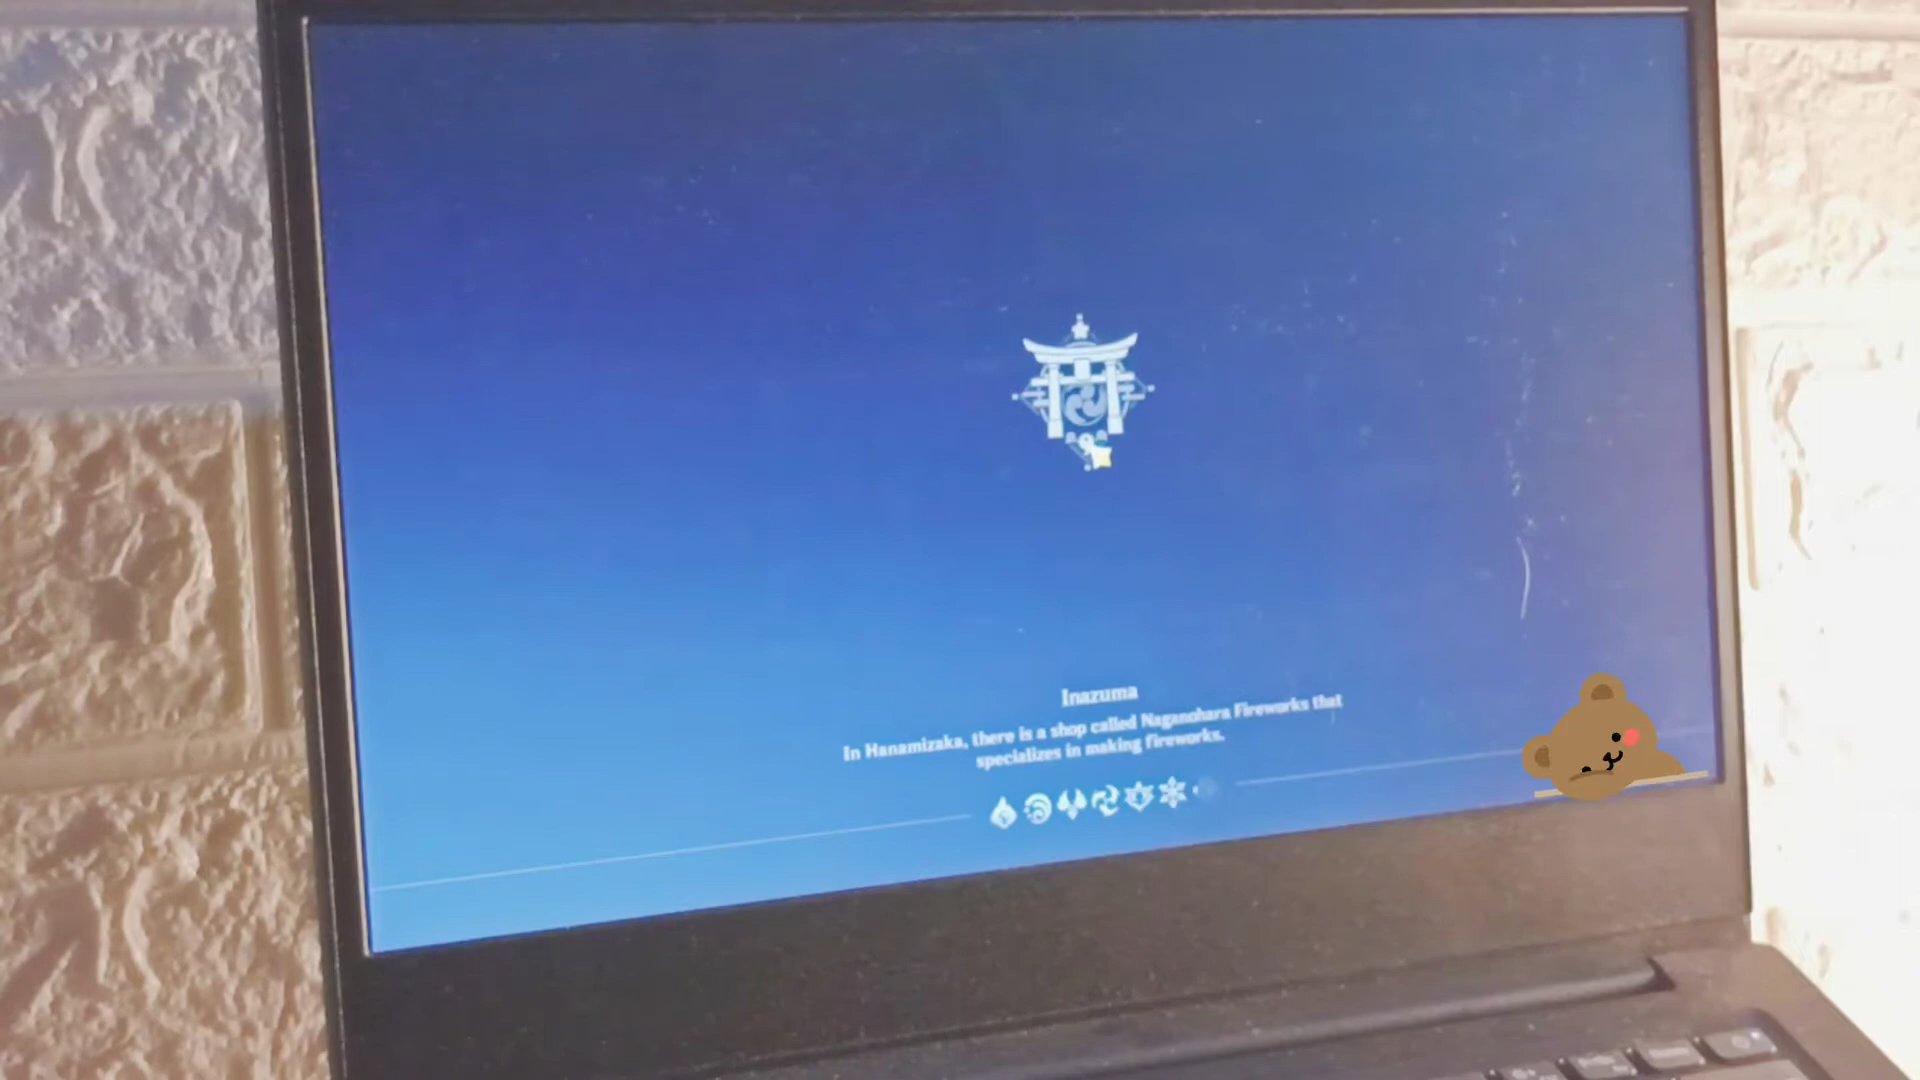 Inazuma
In Hanamizaka, there is a shop called Naganohara Fireworks that
specializes in making fireworks.